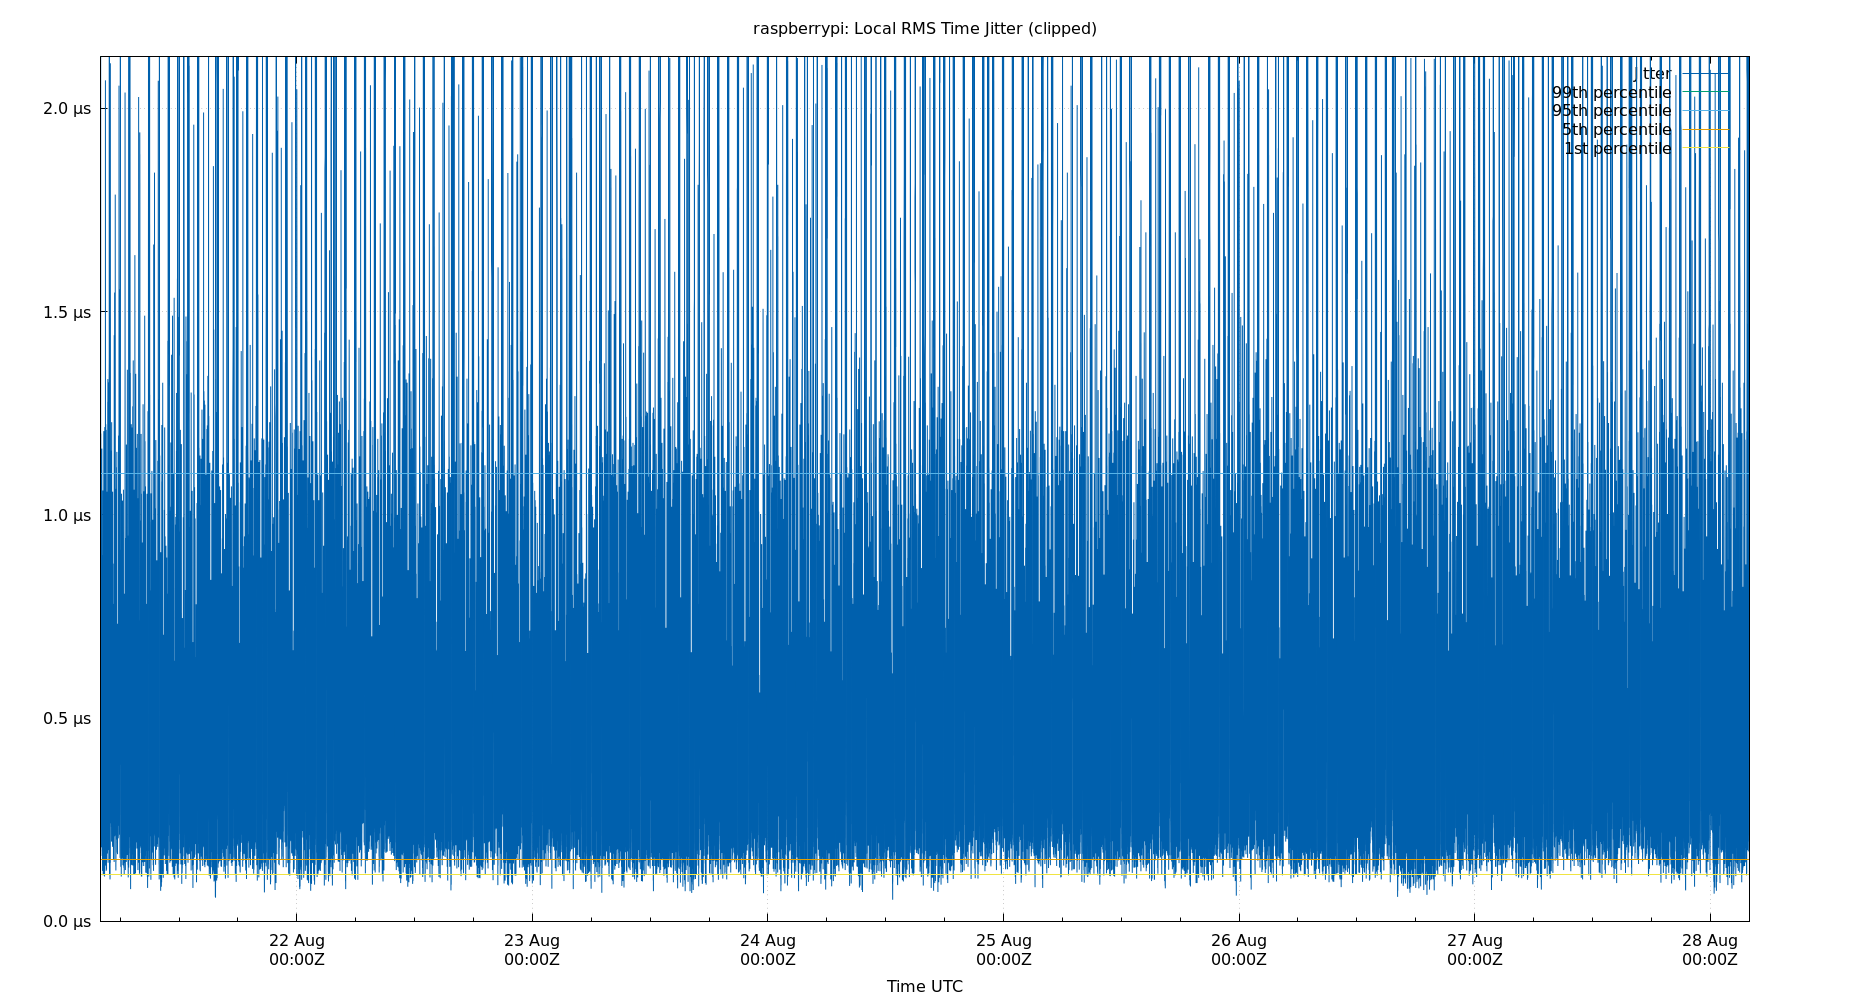 raspberrypi: Local RMS Time Jitter (clipped)
jitter
99th percentile
95th percentile
5th percentile
1st percentile
2.0 µs
1.5 µs
1.0 µs
0.5 µs
0.0 µs
22 Aug 23 Aug 24 Aug 25 Aug 26 Aug 27 Aug 28 Aug
00:00Z 00:00Z 00:00Z 00:00Z 00:00Z 00:00Z 00:00Z
Time UTC